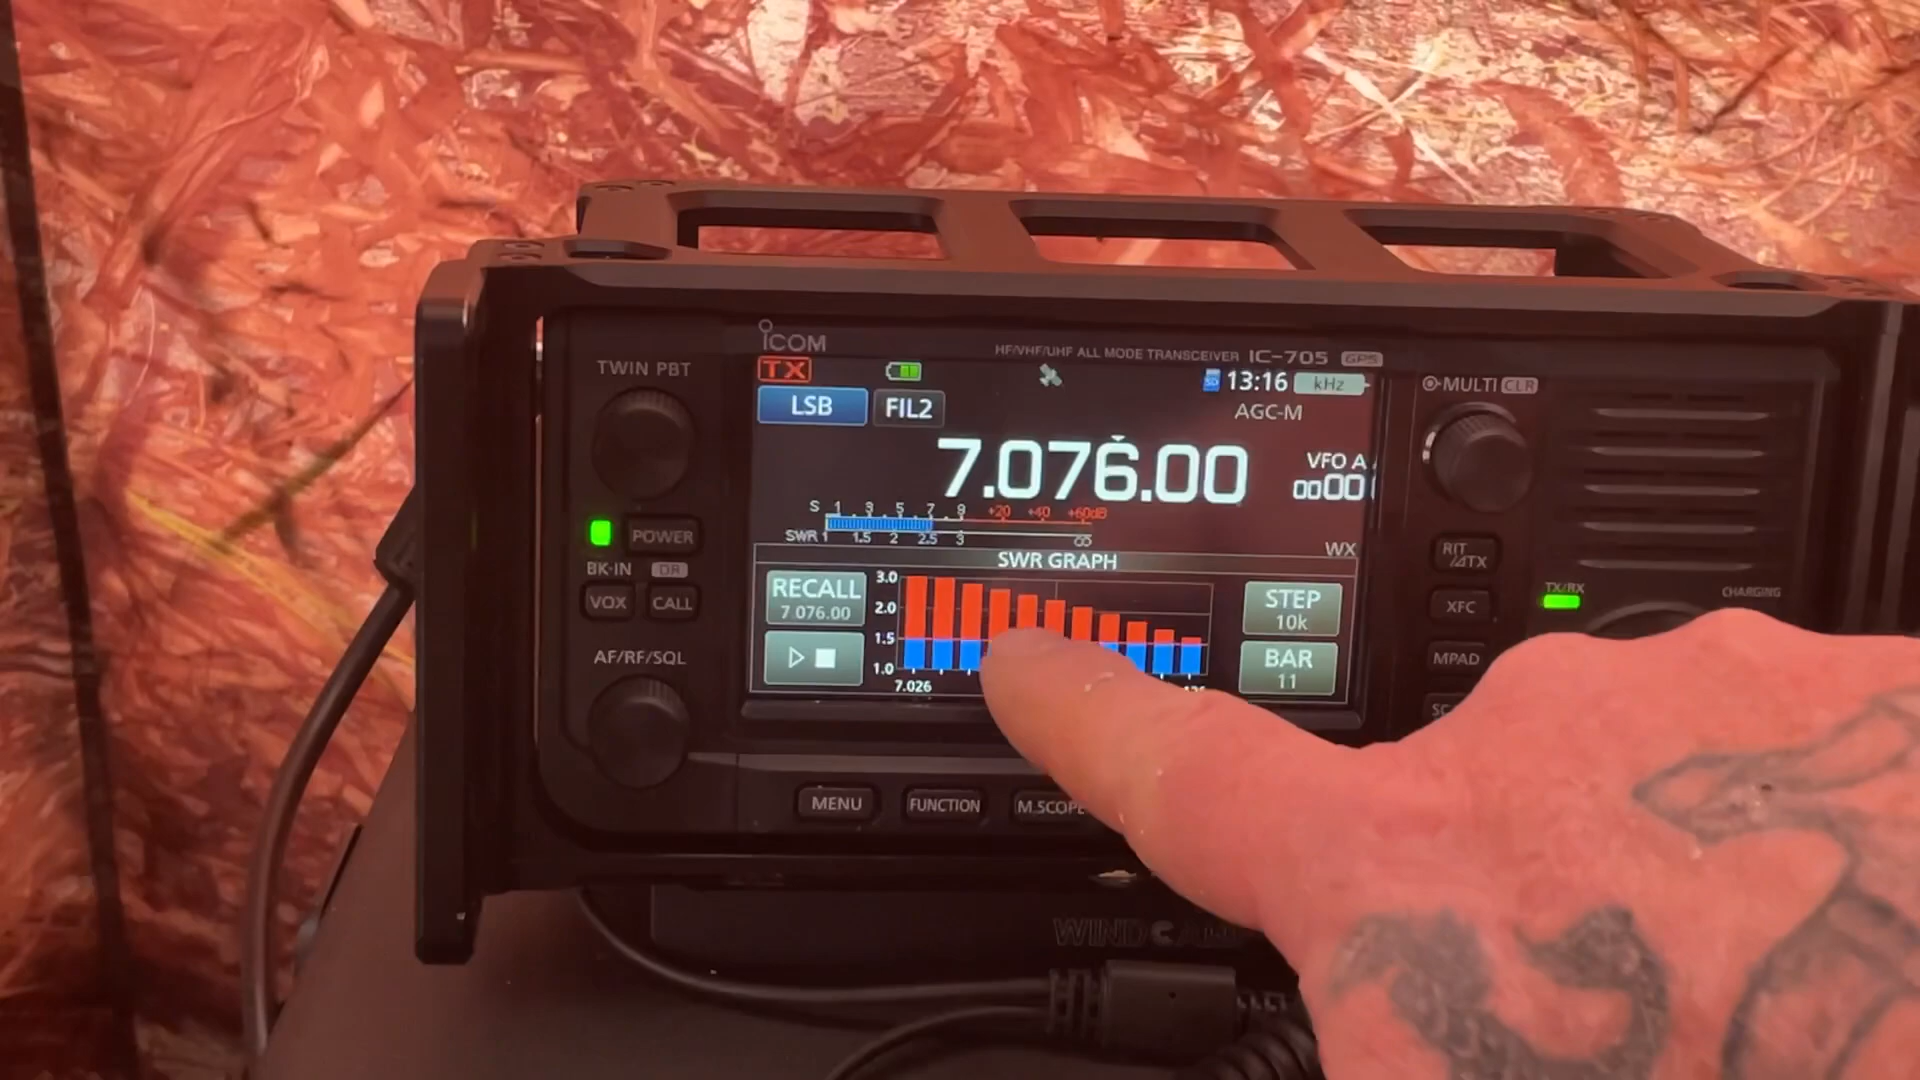 ICOM
HF/VHF/UHF ALL MODE TRANSCEIVER IC-705 GPS
TWIN PBT
TX
13:16 kHz
MULTI CLR
LSB FIL2
AGC-M
7.076.00
VFO A
0000
S 1 . 3 . 5 . 7 . 9 +20 +40 +60dB
SWR 1 1.5 2 2.5 3 ∞
WX
POWER
BK-IN DR
VOX CALL
SWR GRAPH
RECALL
7 076.00
3.0
2.0
1.5
1.0
7.026
STEP
10k
BAR
11
RIT
/⊿TX
XFC
MPAD
TX/RX
CHARGING
AF/RF/SQL
MENU
FUNCTION
M.SCOPE